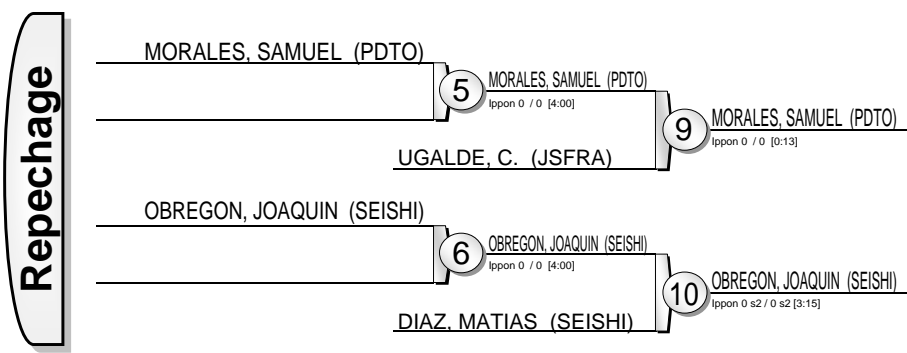 Repechage
MORALES, SAMUEL (PDTO)
5
MORALES, SAMUEL (PDTO)
Ippon 0 / 0 [4:00]
9
MORALES, SAMUEL (PDTO)
Ippon 0 / 0 [0:13]
UGALDE, C. (JSFRA)
OBREGON, JOAQUIN (SEISHI)
6
OBREGON, JOAQUIN (SEISHI)
Ippon 0 / 0 [4:00]
10
OBREGON, JOAQUIN (SEISHI)
Ippon 0 s2 / 0 s2 [3:15]
DIAZ, MATIAS (SEISHI)